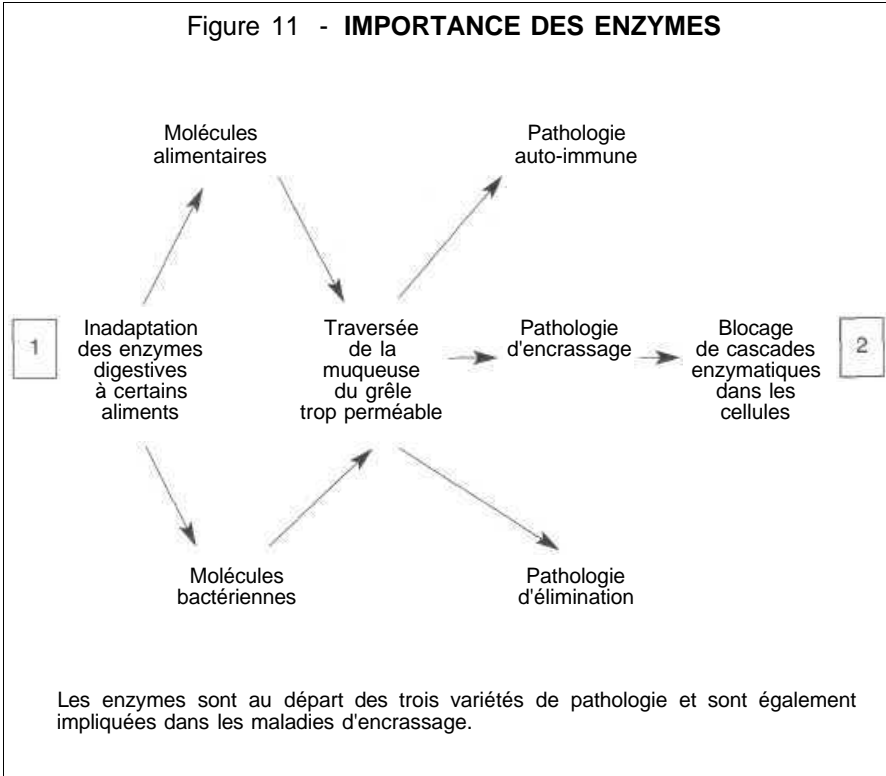 Figure 11 - IMPORTANCE DES ENZYMES
Molécules
alimentaires
Pathologie
auto-immune
1
Inadaptation
des enzymes
digestives
à certains
aliments
Traversée
de la
muqueuse
du grêle
trop perméable
Pathologie
d'encrassage
Blocage
de cascades
enzymatiques
dans les
cellules
2
Molécules
bactériennes
Pathologie
d'élimination
Les enzymes sont au départ des trois variétés de pathologie et sont également
impliquées dans les maladies d'encrassage.